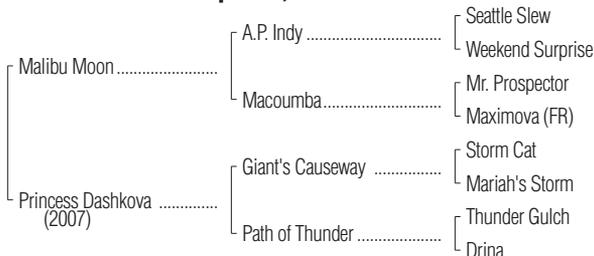 Seattle Slew
A.P. Indy
Weekend Surprise
Malibu Moon
Mr. Prospector
Macoumba
Maximova (FR)
Storm Cat
Giant's Causeway
Mariah's Storm
Princess Dashkova
(2007)
Thunder Gulch
Path of Thunder
Drina